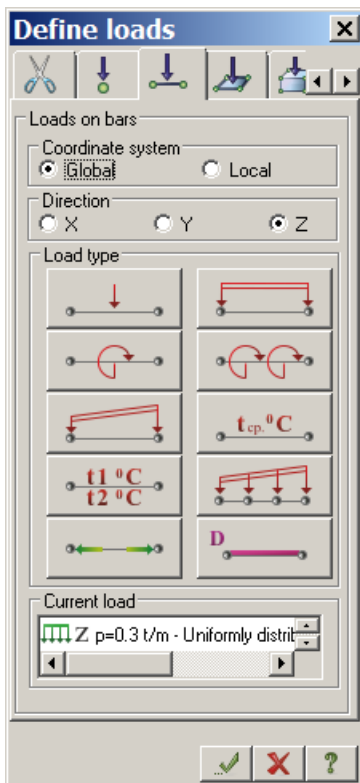 Define loads
Loads on bars
Coordinate system
Global
Local
Direction
X
Y
Z
Load type
t cp. ⁰C
t1 ⁰C
t2 ⁰C
D
Current load
Z p=0.3 t/m - Uniformly distrib